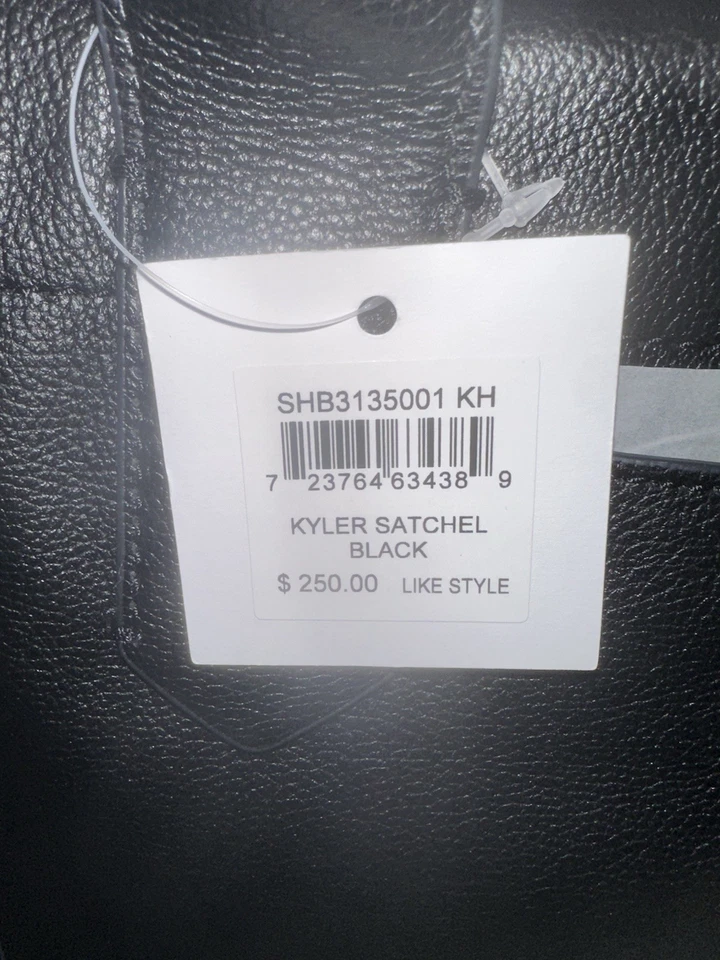 SHB3135001 KH
7 23764 63438 9
KYLER SATCHEL
BLACK
$ 250.00 LIKE STYLE